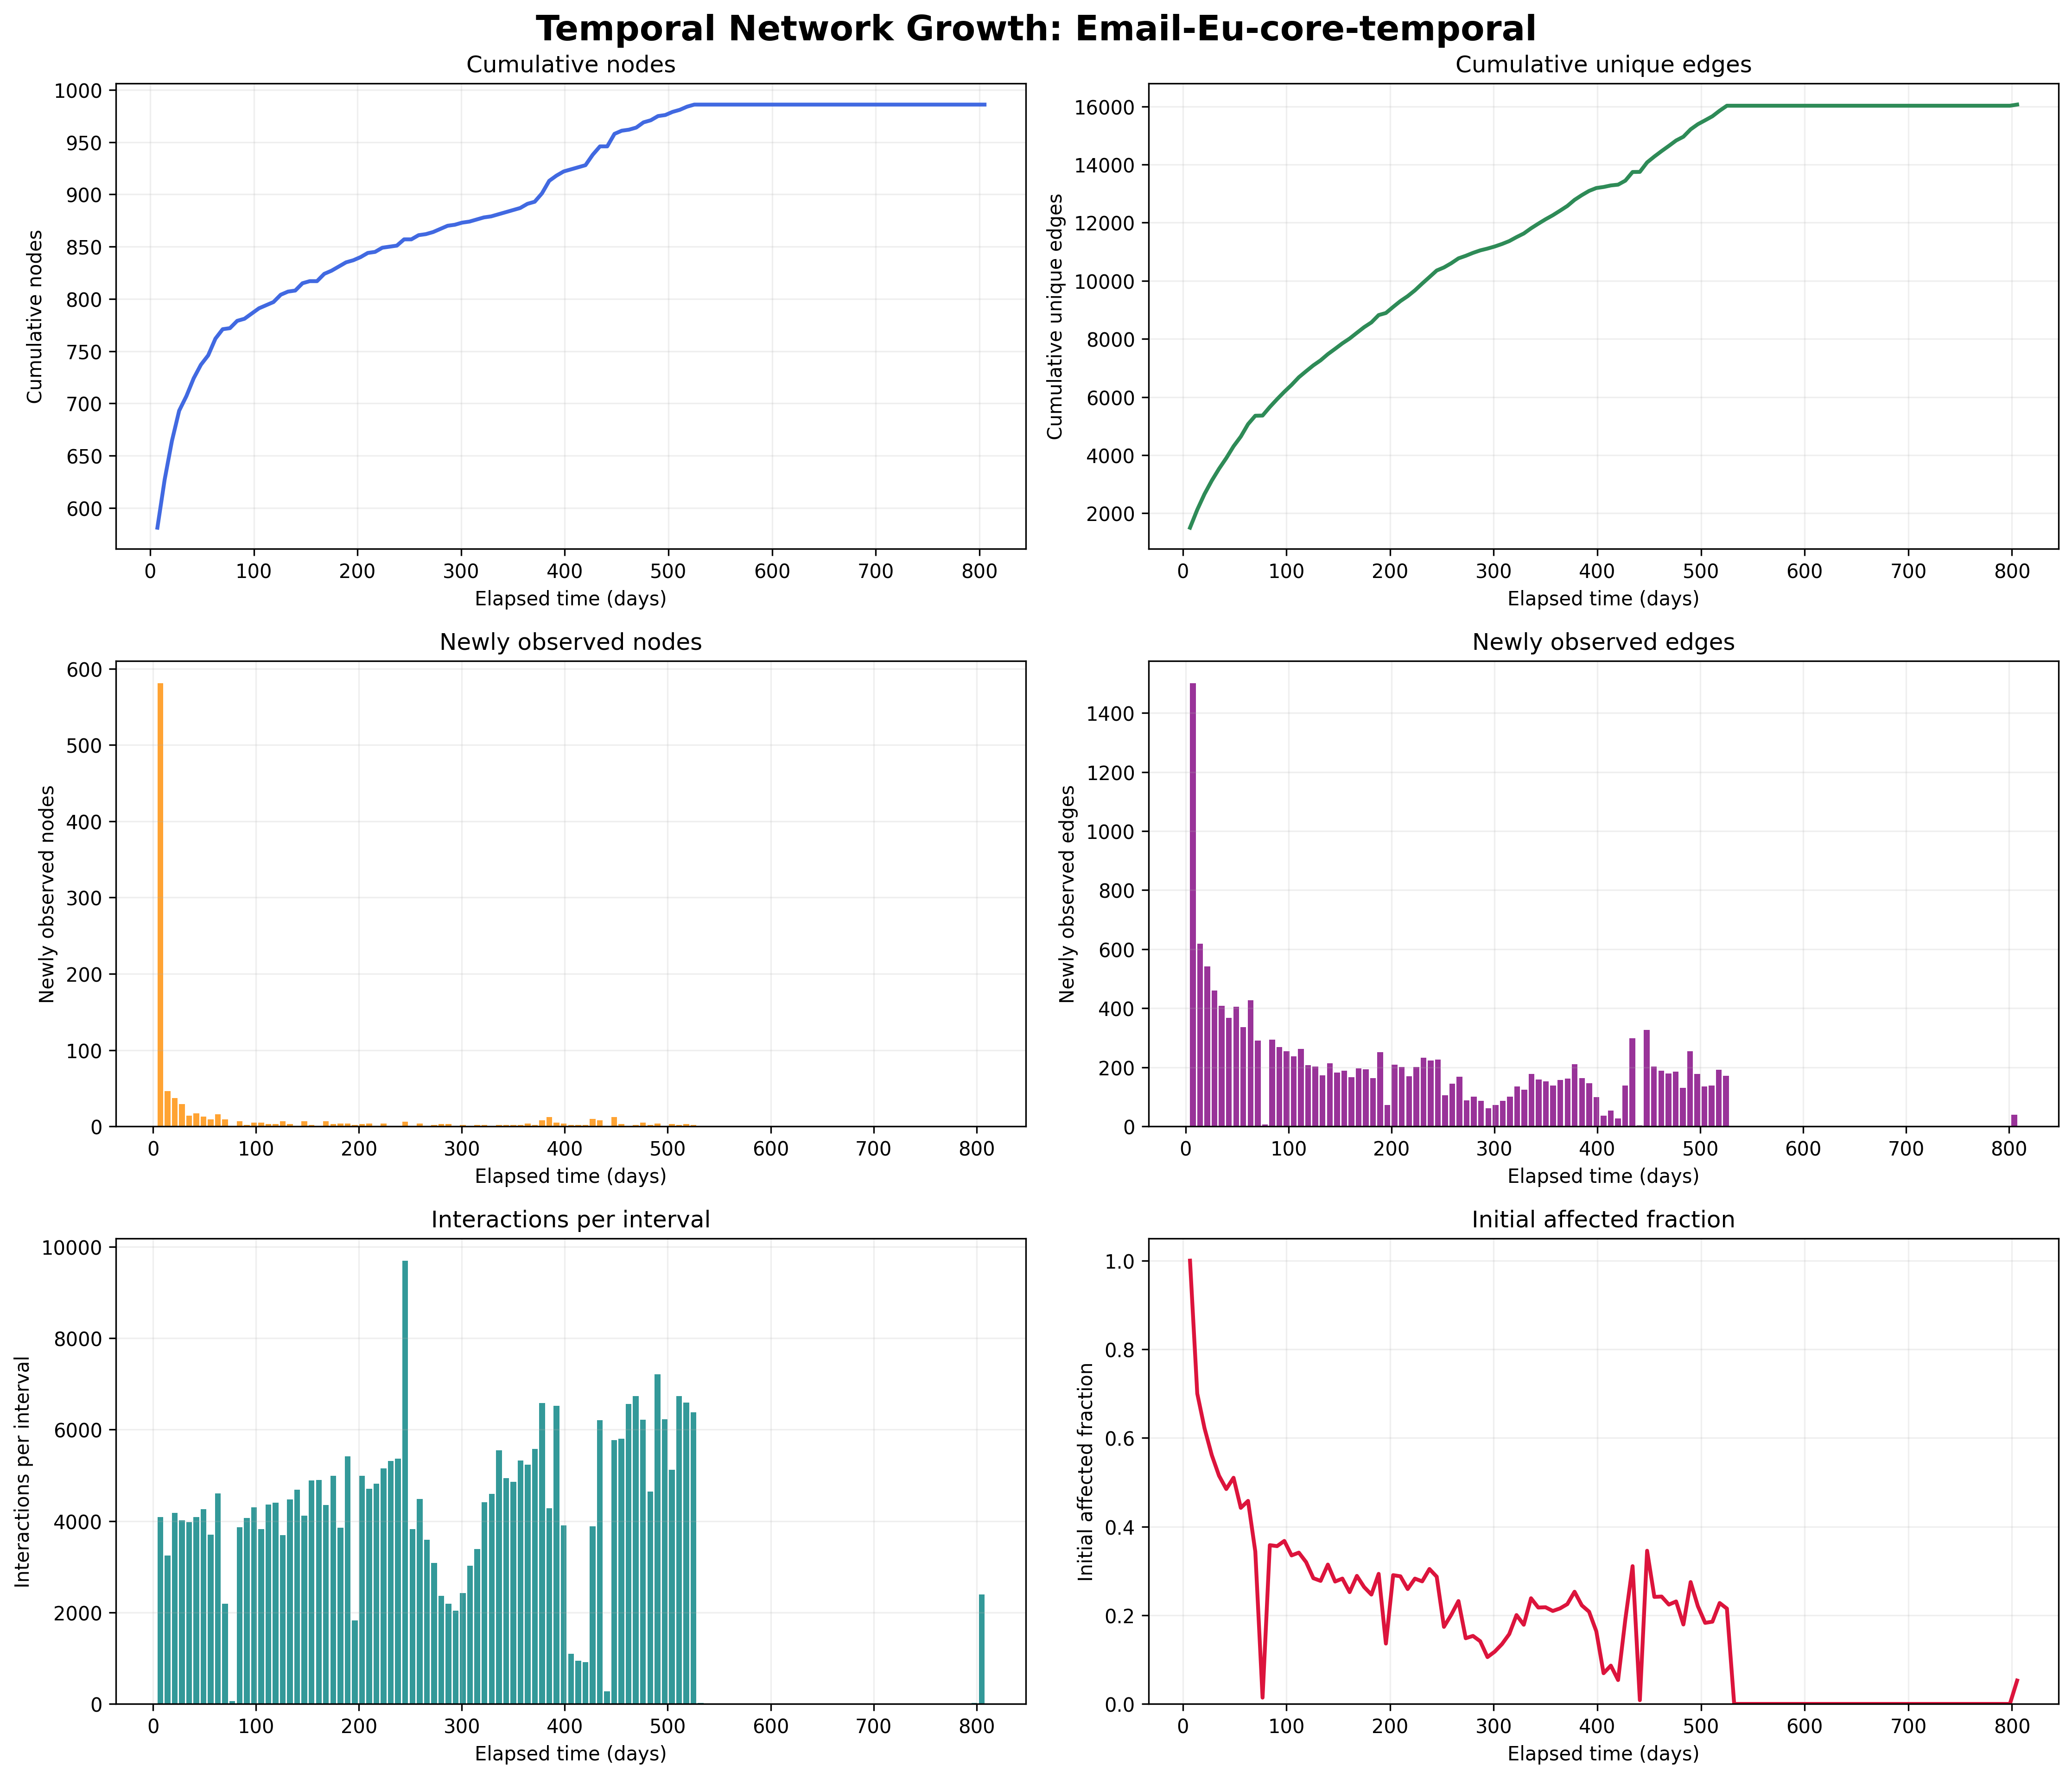 Temporal Network Growth: Email-Eu-core-temporal
Cumulative nodes
Cumulative nodes
1000
950
900
850
800
750
700
650
600
0 100 200 300 400 500 600 700 800
Elapsed time (days)
Cumulative unique edges
Cumulative unique edges
16000
14000
12000
10000
8000
6000
4000
2000
0 100 200 300 400 500 600 700 800
Elapsed time (days)
Newly observed nodes
Newly observed nodes
600
500
400
300
200
100
0
0 100 200 300 400 500 600 700 800
Elapsed time (days)
Newly observed edges
Newly observed edges
1400
1200
1000
800
600
400
200
0
0 100 200 300 400 500 600 700 800
Elapsed time (days)
Interactions per interval
Interactions per interval
10000
8000
6000
4000
2000
0
0 100 200 300 400 500 600 700 800
Elapsed time (days)
Initial affected fraction
Initial affected fraction
1.0
0.8
0.6
0.4
0.2
0.0
0 100 200 300 400 500 600 700 800
Elapsed time (days)